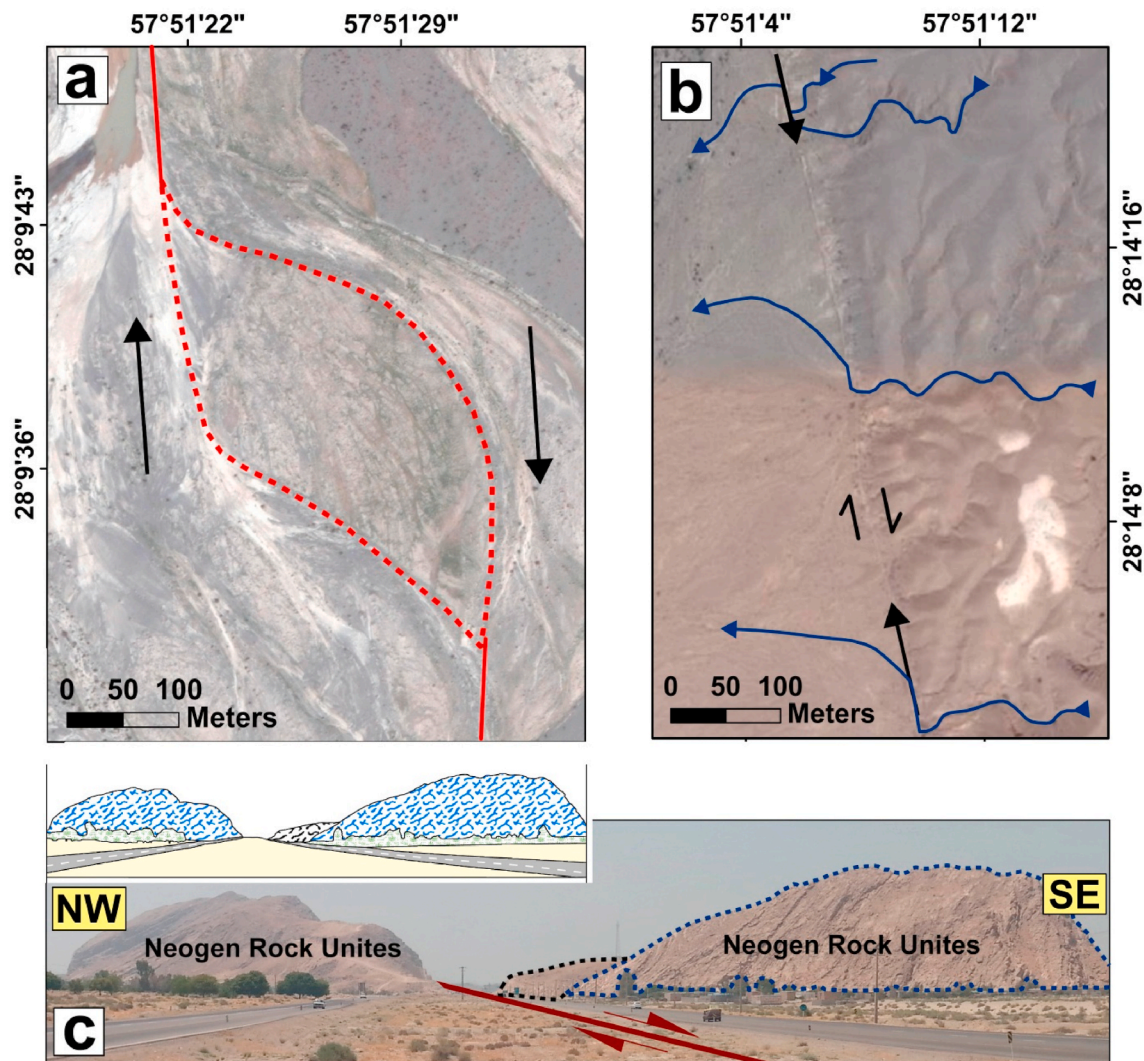 57°51'22" 57°51'29"
57°51'4" 57°51'12"
a
b
28°9'43"
28°9'36"
28°14'16"
28°14'8"
0 50 100
Meters
0 50 100
Meters
NW
SE
Neogen Rock Unites
Neogen Rock Unites
c